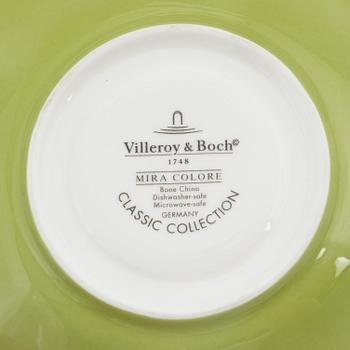 Villeroy & Boch©
1748
MIRA COLORE
Bone China
Dishwasher-safe
Microwave-safe
GERMANY
CLASSIC COLLECTION